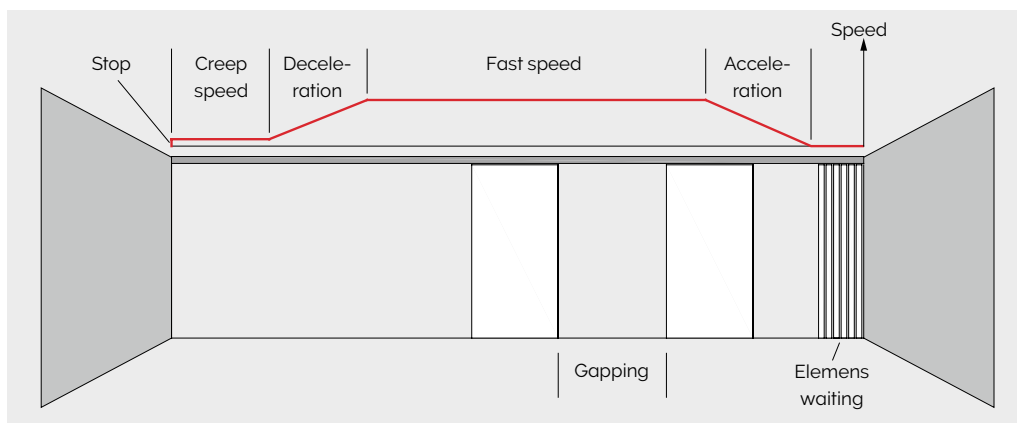 Speed
Stop
Creep
speed
Decele-
ration
Fast speed
Accele-
ration
Gapping
Elemens
waiting